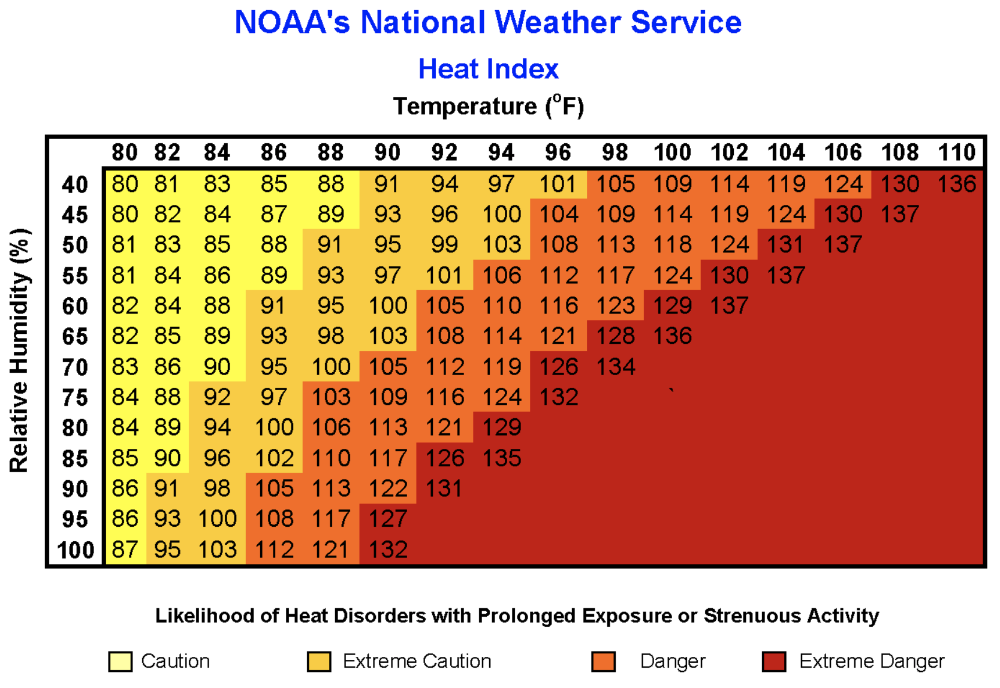 NOAA's National Weather Service
Heat Index
Temperature (oF)
80 82 84 86 88 90 92 94 96 98 100 102 104 106 108 110
40 80 81 83 85 88 91 94 97 101 105 109 114 119 124 130 136
45 80 82 84 87 89 93 96 100 104 109 114 119 124 130 137
50 81 83 85 88 91 95 99 103 108 113 118 124 131 137
55 81 84 86 89 93 97 101 106 112 117 124 130 137
60 82 84 88 91 95 100 105 110 116 123 129 137
65 82 85 89 93 98 103 108 114 121 128 136
70 83 86 90 95 100 105 112 119 126 134
75 84 88 92 97 103 109 116 124 132 `
80 84 89 94 100 106 113 121 129
85 85 90 96 102 110 117 126 135
90 86 91 98 105 113 122 131
95 86 93 100 108 117 127
100 87 95 103 112 121 132
Relative Humidity (%)
Likelihood of Heat Disorders with Prolonged Exposure or Strenuous Activity
Caution Extreme Caution Danger Extreme Danger